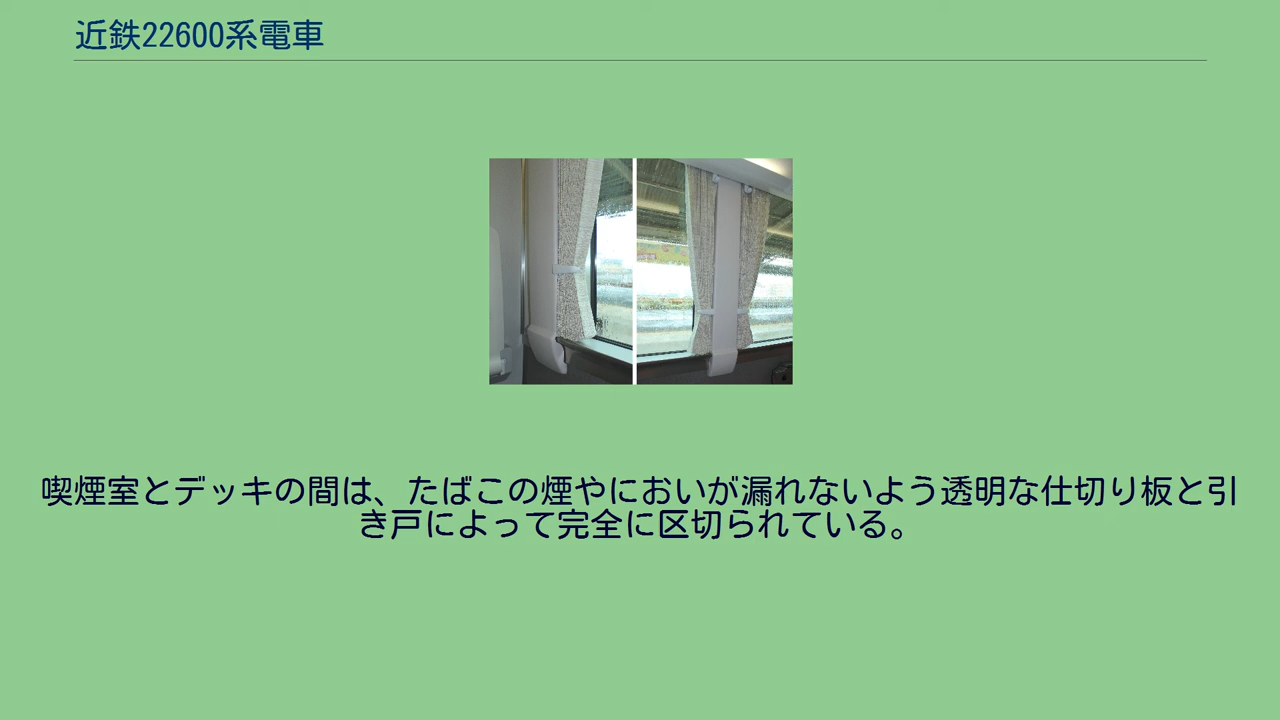 近鉄22600系電車
喫煙室とデッキの間は、たばこの煙やにおいが漏れないよう透明な仕切り板と引
き戸によって完全に区切られている。